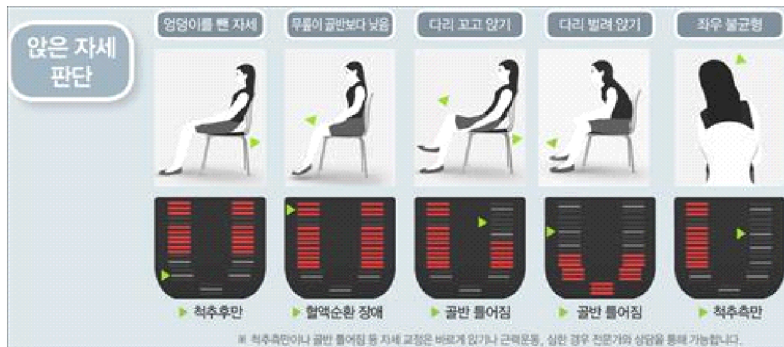 앉은 자세
판단
엉덩이를 뺀 자세
무릎이 골반보다 낮음
다리 꼬고 앉기
다리 벌려 앉기
좌우 불균형
척추후만
혈액순환 장애
골반 틀어짐
골반 틀어짐
척추측만
※ 척추측만이나 골반 틀어짐 등 자세 교정은 바르게 앉기나 근력운동, 심한 경우 전문가와 상담을 통해 가능합니다.